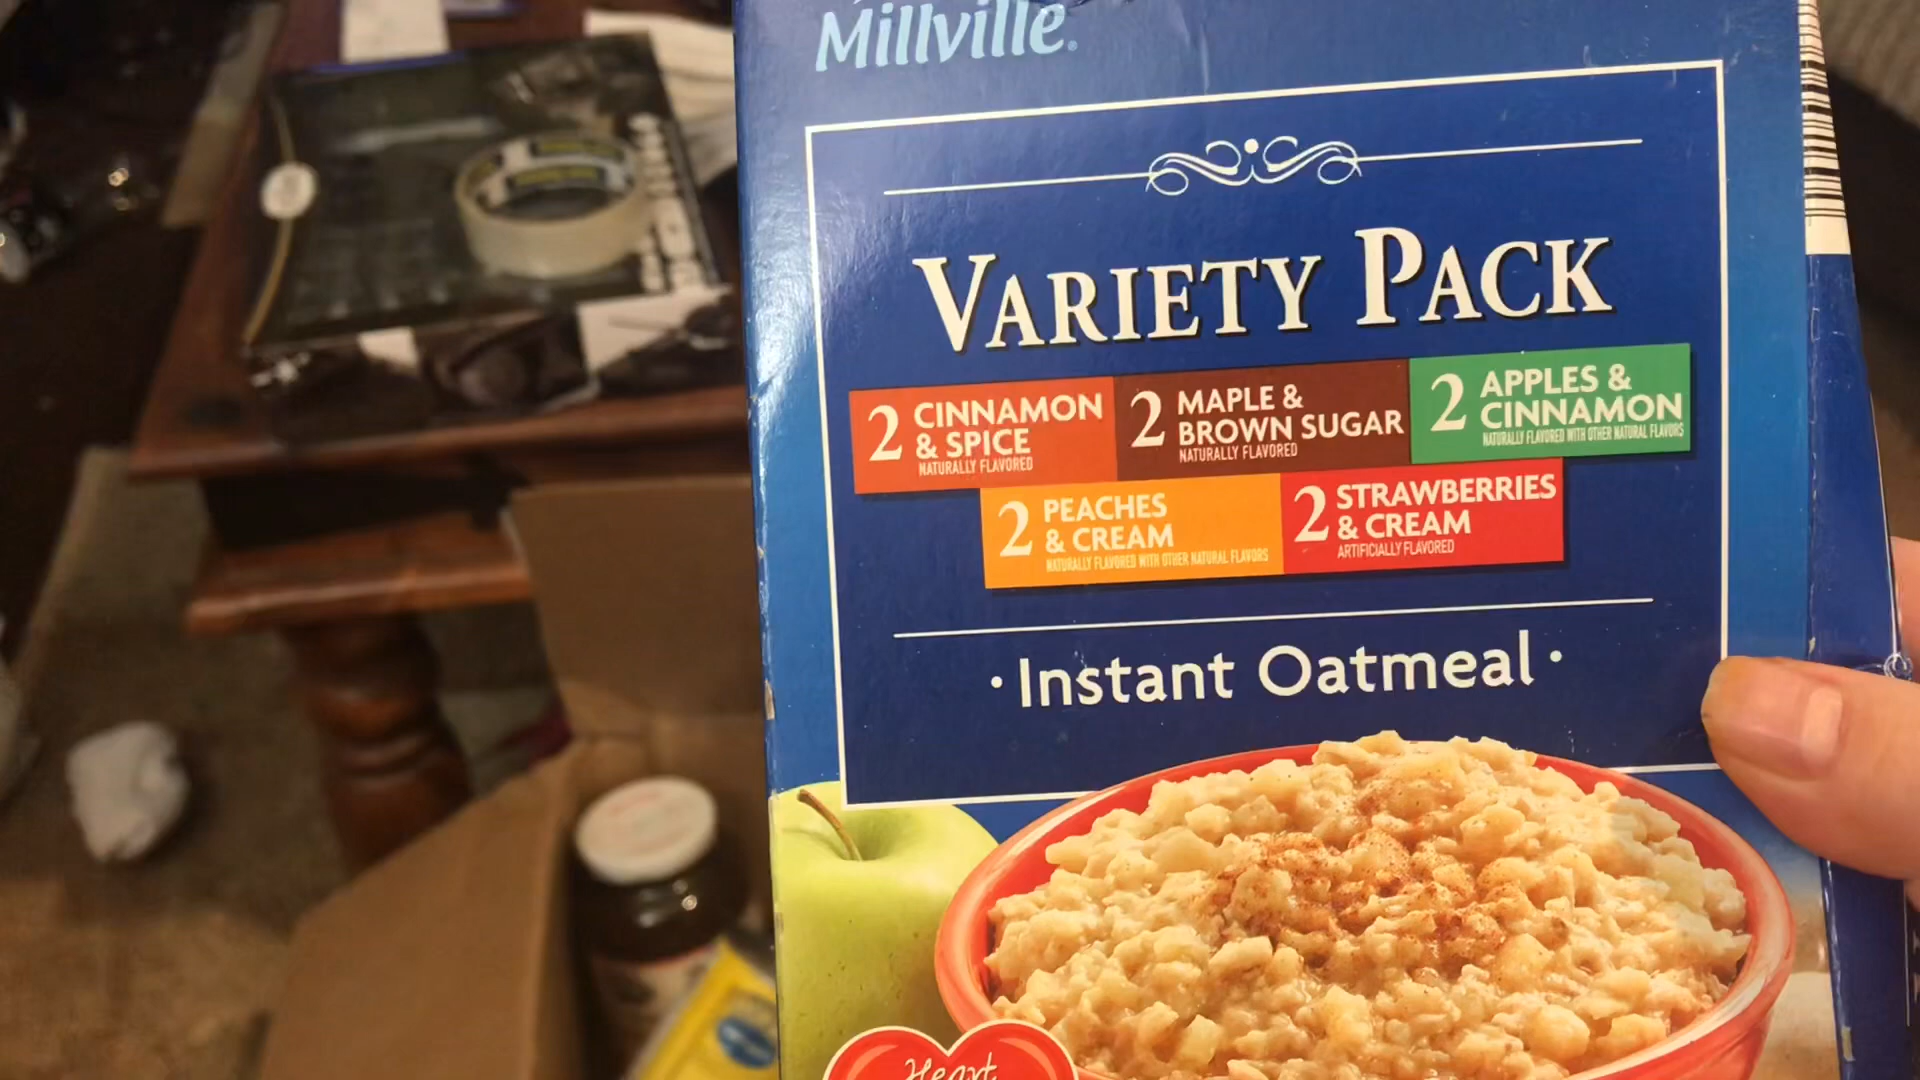 Millville®
VARIETY PACK
2 CINNAMON & SPICE
NATURALLY FLAVORED
2 MAPLE & BROWN SUGAR
NATURALLY FLAVORED
2 APPLES & CINNAMON
NATURALLY FLAVORED WITH OTHER NATURAL FLAVORS
2 PEACHES & CREAM
NATURALLY FLAVORED WITH OTHER NATURAL FLAVORS
2 STRAWBERRIES & CREAM
ARTIFICIALLY FLAVORED
• Instant Oatmeal •
Heart